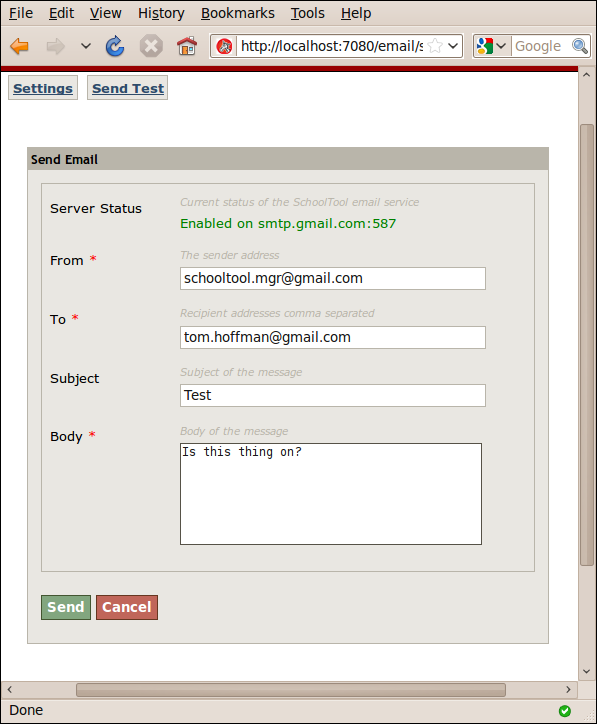 File Edit View History Bookmarks Tools Help
http://localhost:7080/email/s Google
Settings Send Test
Send Email
Server Status
Current status of the SchoolTool email service
Enabled on smtp.gmail.com:587
From *
The sender address
schooltool.mgr@gmail.com
To *
Recipient addresses comma separated
tom.hoffman@gmail.com
Subject
Subject of the message
Test
Body *
Body of the message
Is this thing on?
Send Cancel
Done